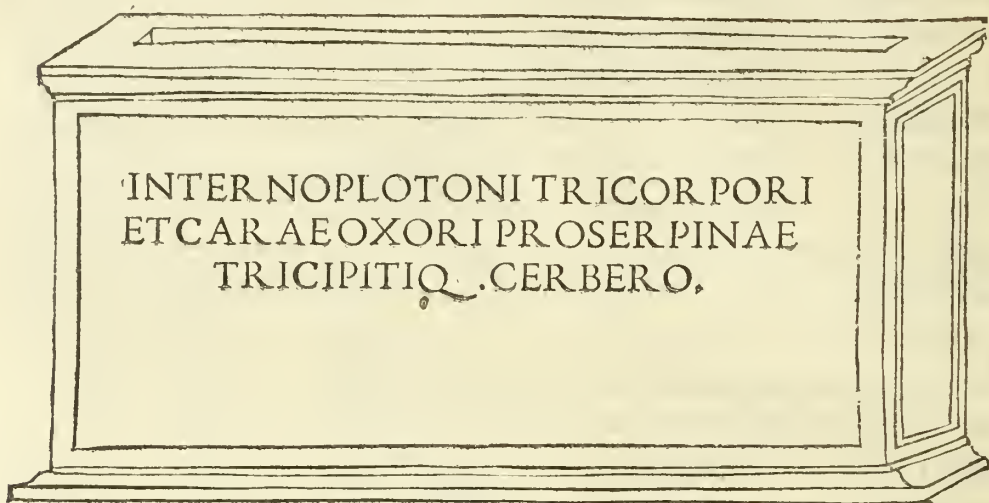 INTERNOPLOTONI TRICORPORI
ETCARAEOXORI PROSERPINAE
TRICIPITIQ.CERBERO.